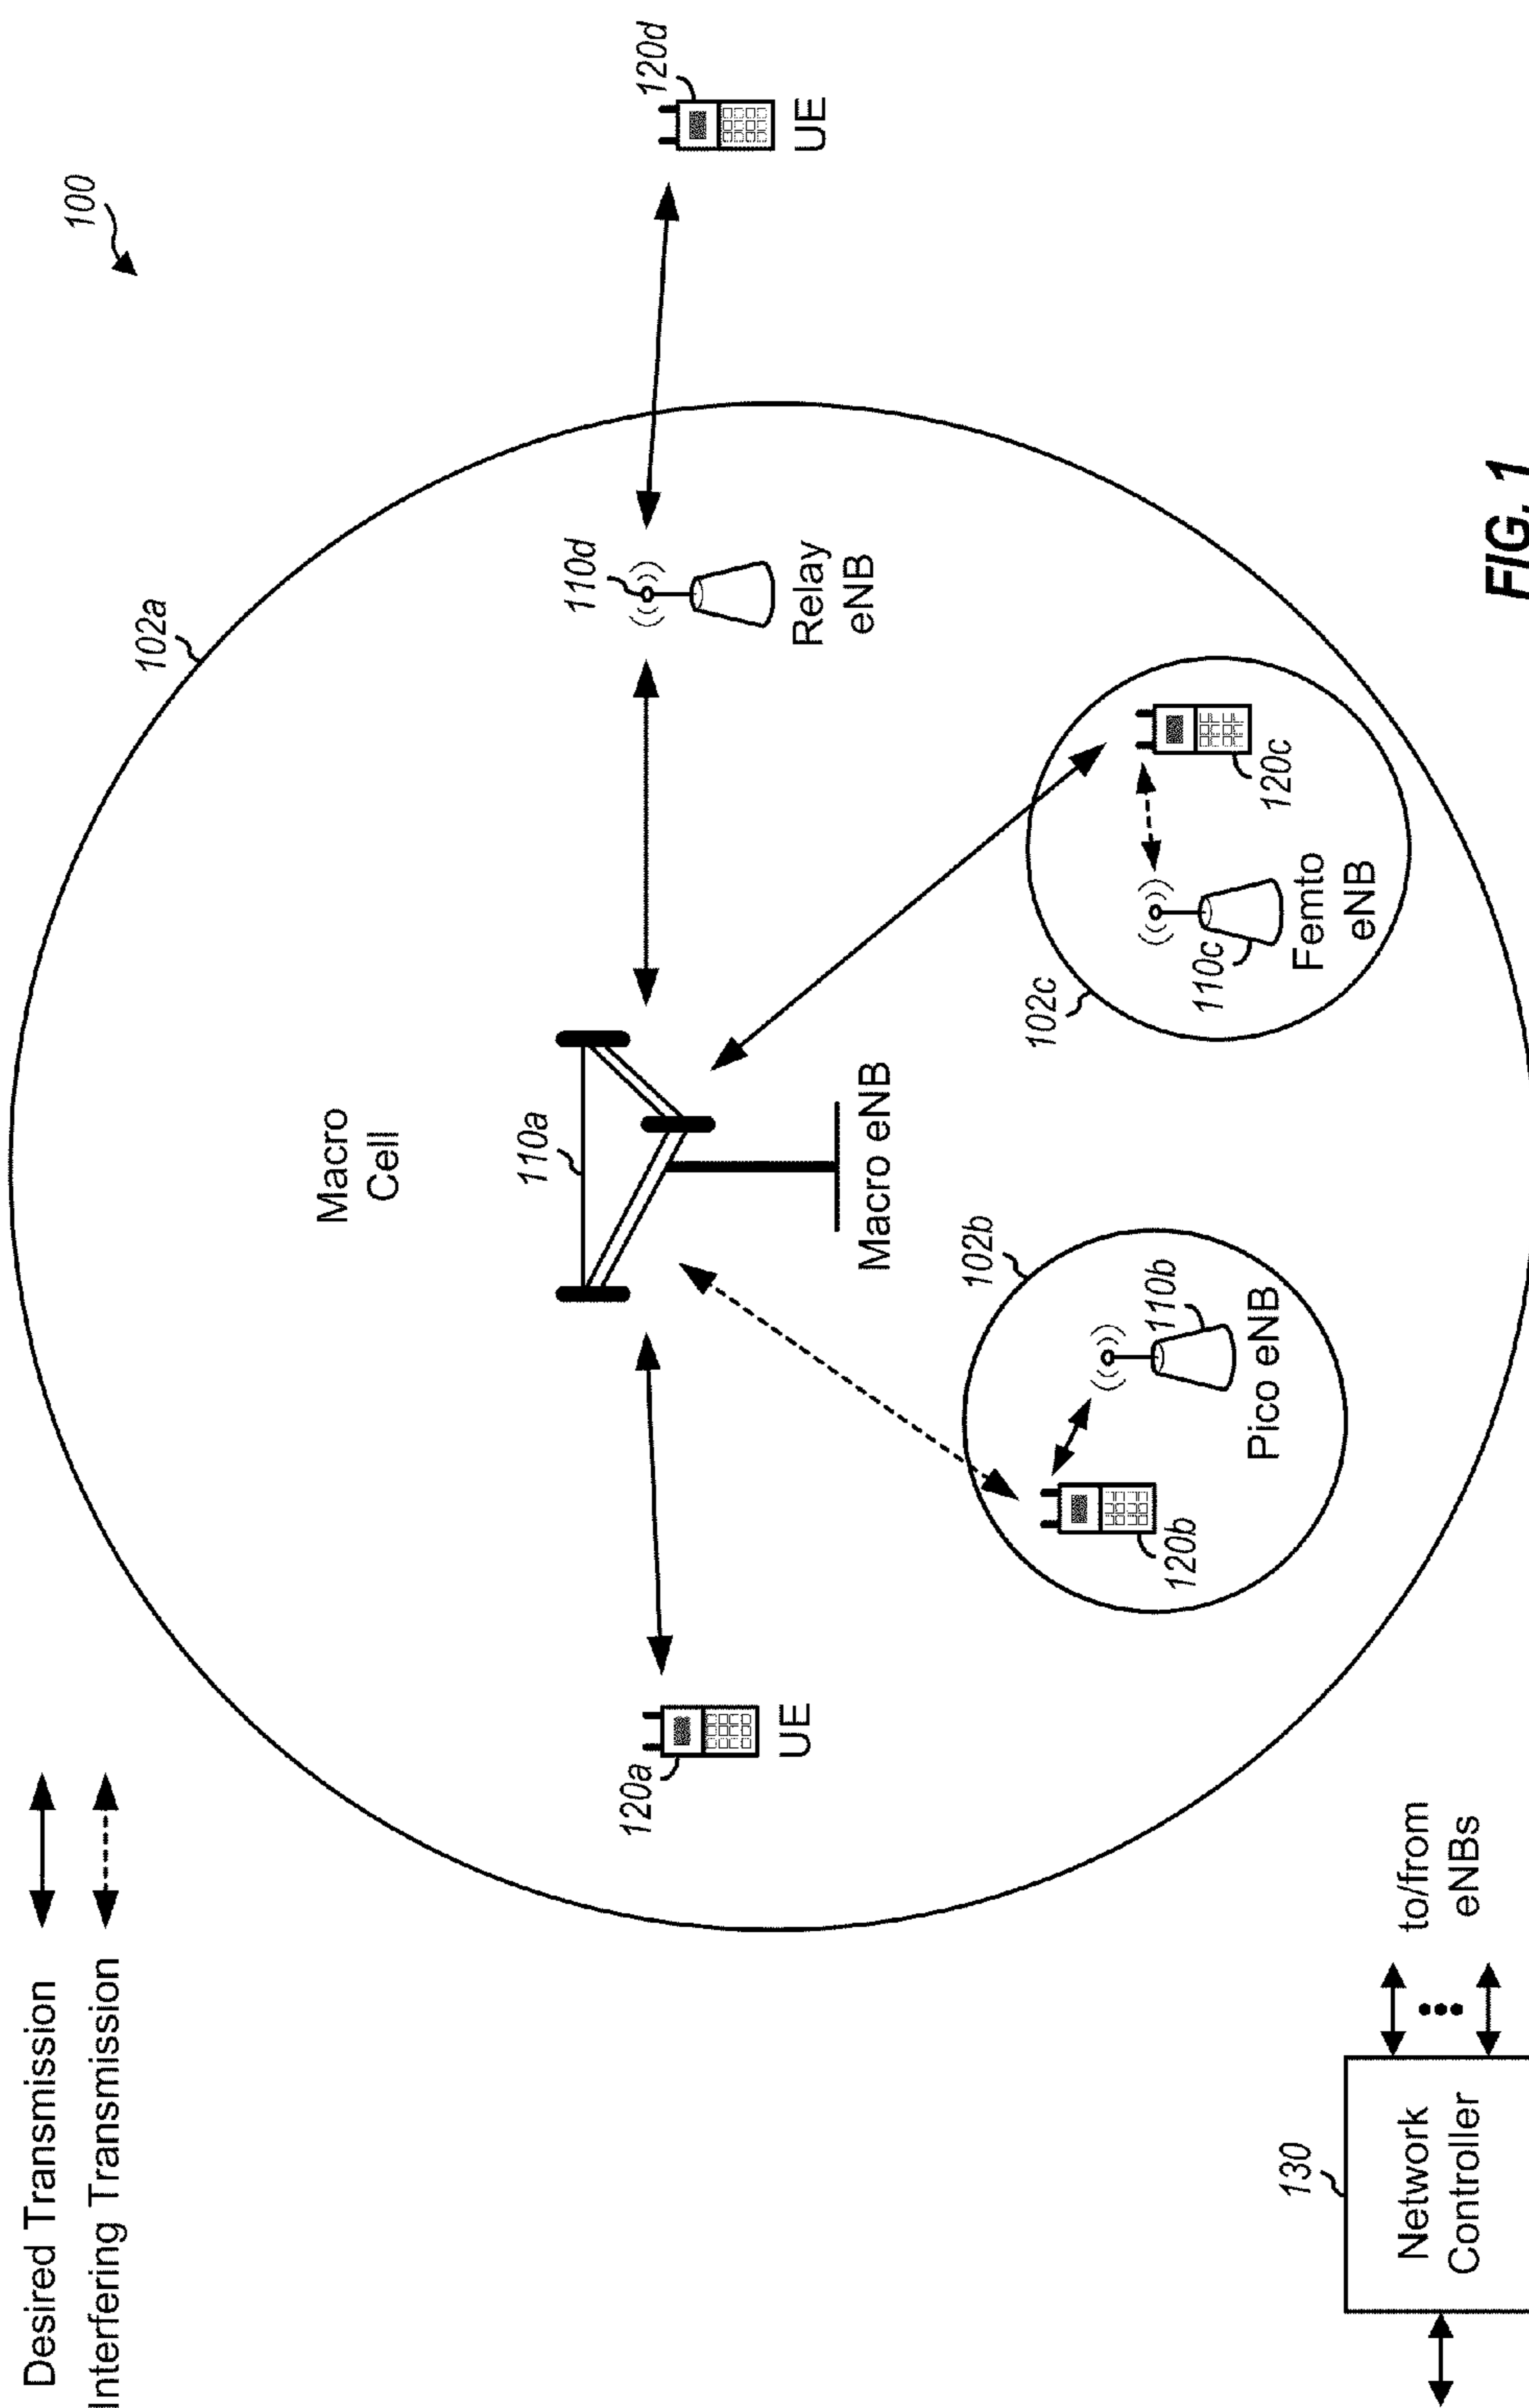 Desired Transmission
Interfering Transmission
100
102a
Macro
Cell
110a
110d
120a
120d
UE
UE
Relay
eNB
Macro eNB
102b
102c
120b
110b
Pico eNB
110c
120c
Femto
eNB
130
Network
Controller
to/from
eNBs
FIG. 1